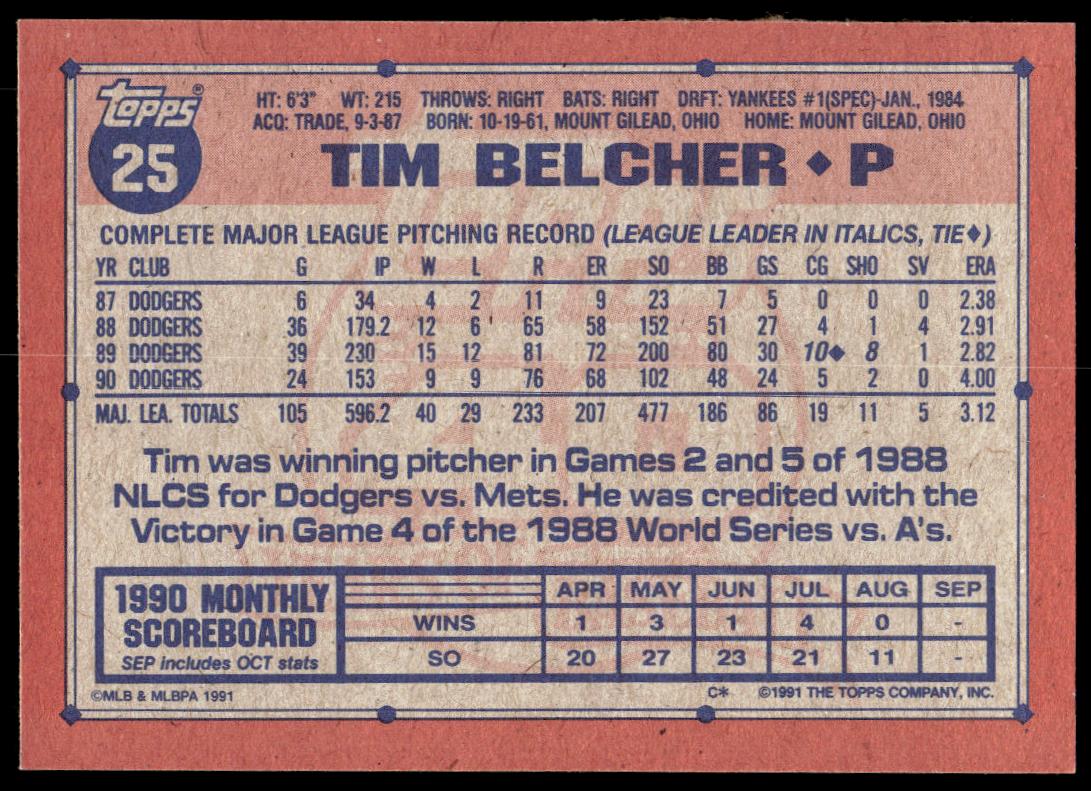 topps®
25
HT: 6'3" WT: 215 THROWS: RIGHT BATS: RIGHT DRFT: YANKEES #1(SPEC)-JAN., 1984
ACQ: TRADE, 9-3-87 BORN: 10-19-61, MOUNT GILEAD, OHIO HOME: MOUNT GILEAD, OHIO
TIM BELCHER ◆ P
COMPLETE MAJOR LEAGUE PITCHING RECORD (LEAGUE LEADER IN ITALICS, TIE◆)
YR CLUB G IP W L R ER SO BB GS CG SHO SV ERA
87 DODGERS 6 34 4 2 11 9 23 7 5 0 0 0 2.38
88 DODGERS 36 179.2 12 6 65 58 152 51 27 4 1 4 2.91
89 DODGERS 39 230 15 12 81 72 200 80 30 10◆ 8 1 2.82
90 DODGERS 24 153 9 9 76 68 102 48 24 5 2 0 4.00
MAJ. LEA. TOTALS 105 596.2 40 29 233 207 477 186 86 19 11 5 3.12
Tim was winning pitcher in Games 2 and 5 of 1988
NLCS for Dodgers vs. Mets. He was credited with the
Victory in Game 4 of the 1988 World Series vs. A's.
1990 MONTHLY
SCOREBOARD
SEP includes OCT stats
APR MAY JUN JUL AUG SEP
WINS 1 3 1 4 0 -
SO 20 27 23 21 11 -
©MLB & MLBPA 1991 C* ©1991 THE TOPPS COMPANY, INC.